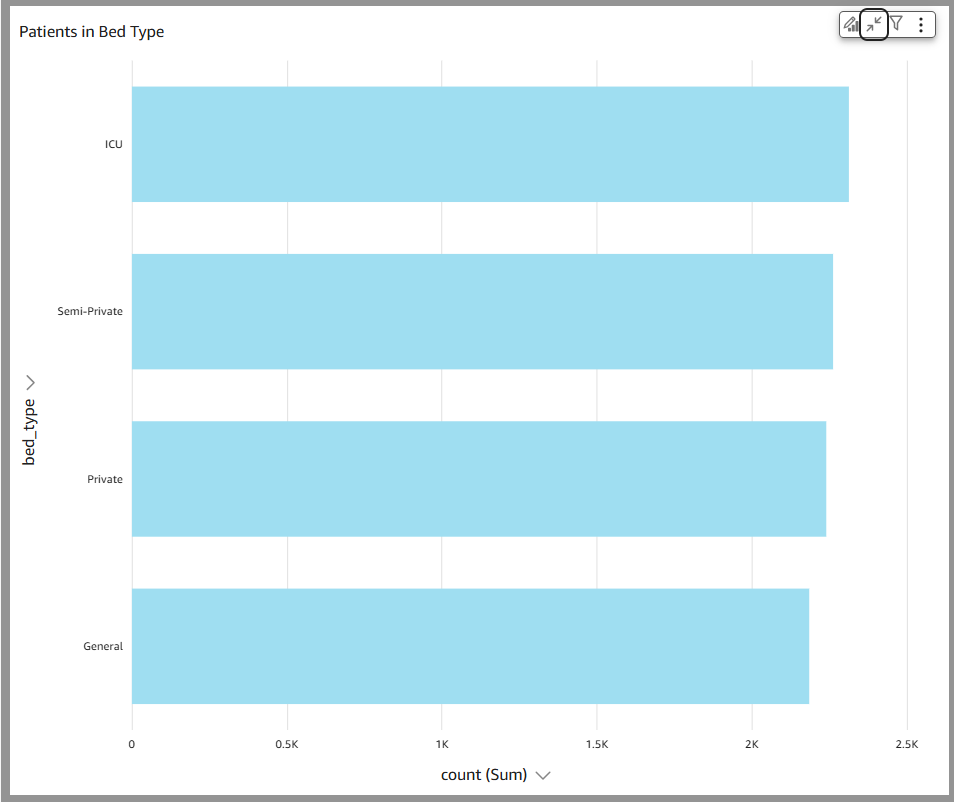 Patients in Bed Type
ICU
Semi-Private
Private
General
bed_type
0 0.5K 1K 1.5K 2K 2.5K
count (Sum)